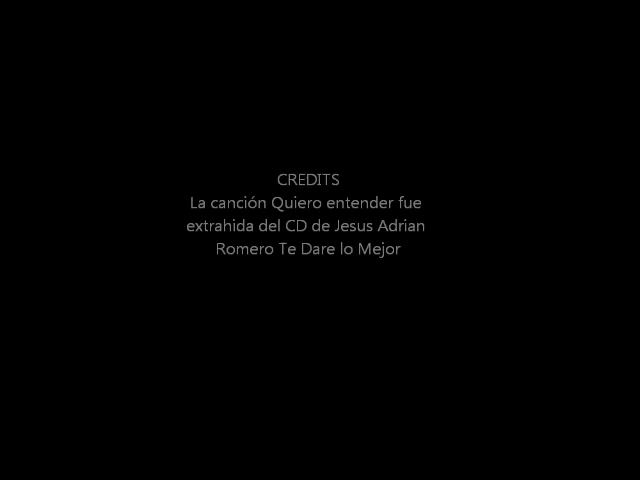 CREDITS
La canción Quiero entender fue
extrahida del CD de Jesus Adrian
Romero Te Dare lo Mejor